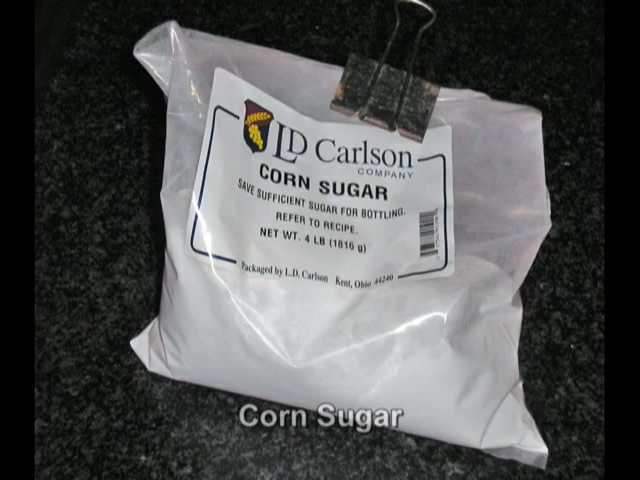 LD Carlson
COMPANY
CORN SUGAR
SAVE SUFFICIENT SUGAR FOR BOTTLING.
REFER TO RECIPE.
NET WT. 4 LB (1816 g)
Packaged by L.D. Carlson Kent, Ohio 44240
Corn Sugar